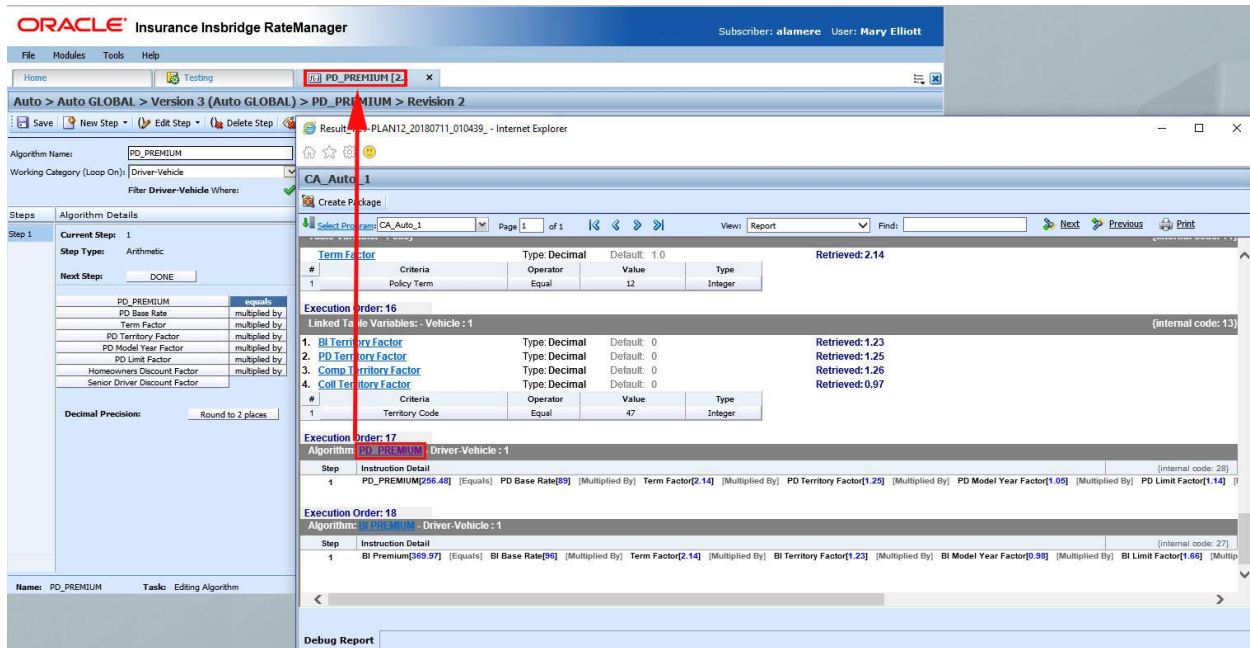 ORACLE Insurance Insbridge RateManager
Subscriber: alamere User: Mary Elliott
File Modules Tools Help
Home Testing PD_PREMIUM [2.. ×
Auto > Auto GLOBAL > Version 3 (Auto GLOBAL) > PD_PREMIUM > Revision 2
Save New Step Edit Step Delete Step
Algorithm Name: PD_PREMIUM
Working Category (Loop On): Driver-Vehicle
Filter Driver-Vehicle Where:
Steps Algorithm Details
Step 1 Current Step: 1
Step Type: Arithmetic
Next Step: DONE
PD_PREMIUM equals
PD Base Rate multiplied by
Term Factor multiplied by
PD Territory Factor multiplied by
PD Model Year Factor multiplied by
PD Limit Factor multiplied by
Homeowners Discount Factor multiplied by
Senior Driver Discount Factor
Decimal Precision: Round to 2 places
Name: PD_PREMIUM Task: Editing Algorithm
PLAN12_20180711_010439_ - Internet Explorer
CA_Auto_1
Create Package
Select Program: CA_Auto_1 Page 1 of 1 View: Report Find: Next Previous Print
Term Factor Type: Decimal Default: 1.0 Retrieved: 2.14
# Criteria Operator Value Type
1 Policy Term Equal 12 Integer
Execution Order: 16
Linked Table Variables: - Vehicle : 1 {internal code: 13}
1. BI Territory Factor Type: Decimal Default: 0 Retrieved: 1.23
2. PD Territory Factor Type: Decimal Default: 0 Retrieved: 1.25
3. Comp Territory Factor Type: Decimal Default: 0 Retrieved: 1.26
4. Coll Territory Factor Type: Decimal Default: 0 Retrieved: 0.97
# Criteria Operator Value Type
1 Territory Code Equal 47 Integer
Execution Order: 17
Algorithm: PD_PREMIUM - Driver-Vehicle : 1
Step Instruction Detail {internal code: 28}
1 PD_PREMIUM[256.48] [Equals] PD Base Rate[89] [Multiplied By] Term Factor[2.14] [Multiplied By] PD Territory Factor[1.25] [Multiplied By] PD Model Year Factor[1.05] [Multiplied By] PD Limit Factor[1.14]
Execution Order: 18
Algorithm: BI PREMIUM - Driver-Vehicle : 1
Step Instruction Detail {internal code: 27}
1 BI Premium[369.97] [Equals] BI Base Rate[96] [Multiplied By] Term Factor[2.14] [Multiplied By] BI Territory Factor[1.23] [Multiplied By] BI Model Year Factor[0.98] [Multiplied By] BI Limit Factor[1.66] [Multip
Debug Report